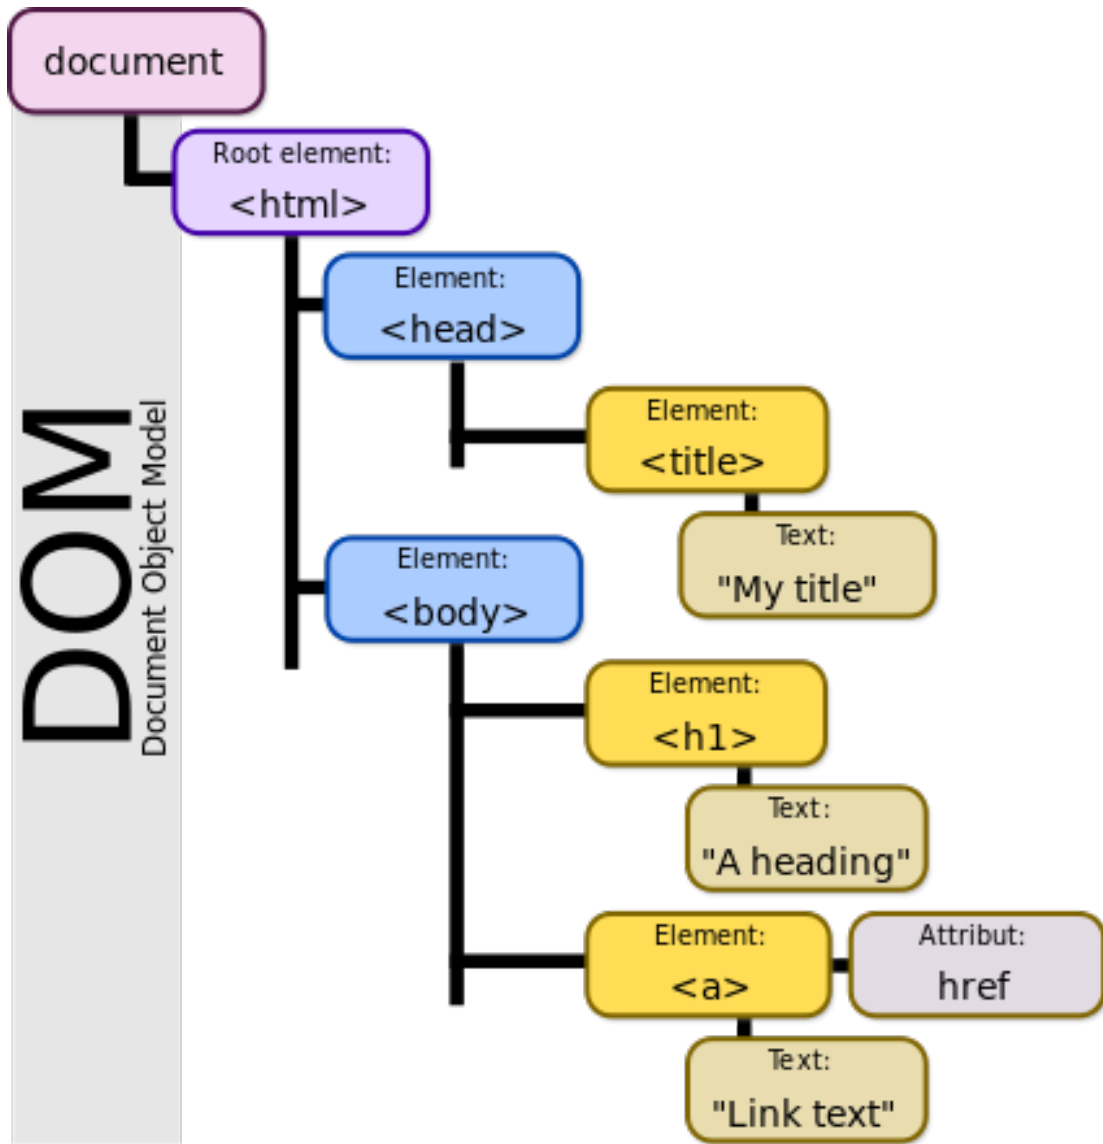 document
Root element:
<html>
Element:
<head>
Element:
<title>
Text:
"My title"
Element:
<body>
Element:
<h1>
Text:
"A heading"
Element:
<a>
Attribut:
href
Text:
"Link text"
DOM
Document Object Model